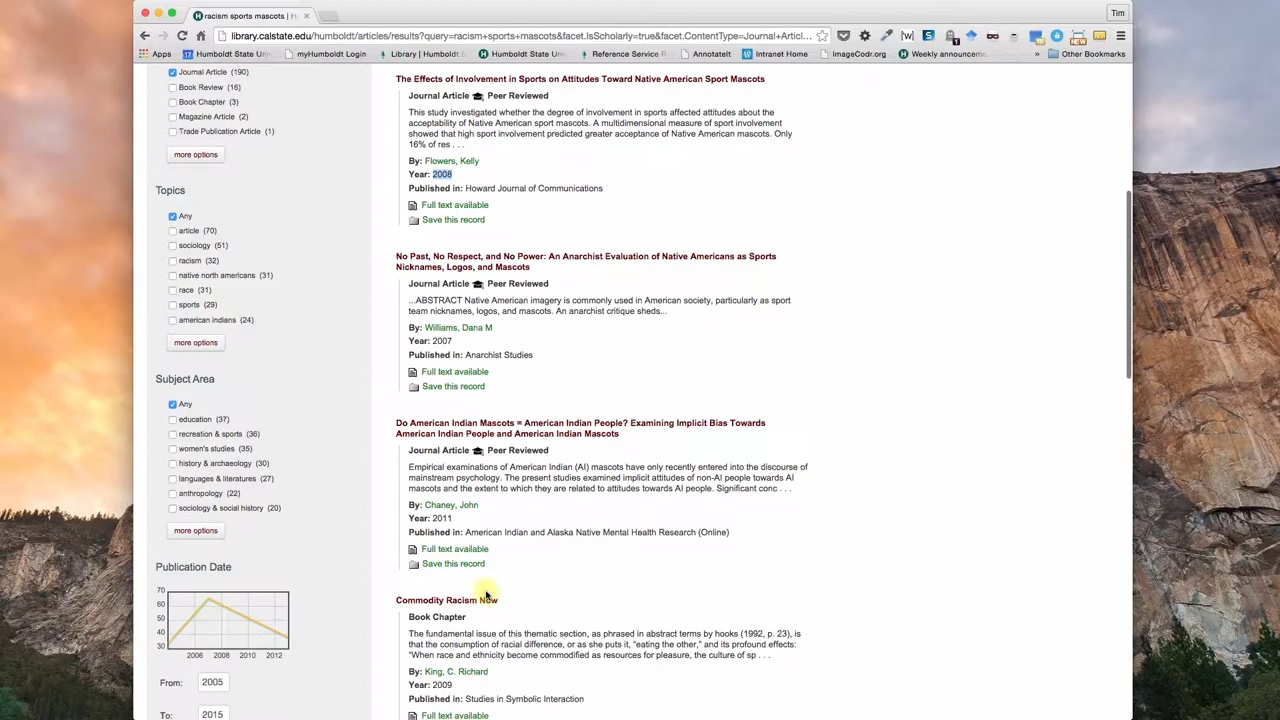 racism sports mascots | H
Tim
library.calstate.edu/humboldt/articles/results?query=racism+sports+mascots&facet.IsScholarly=true&facet.ContentType=Journal+Articl...
Apps
Humboldt State Uni
myHumboldt Login
Library | Humboldt S
Humboldt State Univ
Reference Service R
AnnotateIt
Intranet Home
ImageCodr.org
Weekly announceme
»
Other Bookmarks
Journal Article (190)
Book Review (16)
Book Chapter (3)
Magazine Article (2)
Trade Publication Article (1)
more options
Topics
Any
article (70)
sociology (51)
racism (32)
native north americans (31)
race (31)
sports (29)
american indians (24)
more options
Subject Area
Any
education (37)
recreation & sports (36)
women's studies (35)
history & archaeology (30)
languages & literatures (27)
anthropology (22)
sociology & social history (20)
more options
Publication Date
70
60
50
40
30
2006 2008 2010 2012
From: 2005
To: 2015
The Effects of Involvement in Sports on Attitudes Toward Native American Sport Mascots
Journal Article Peer Reviewed
This study investigated whether the degree of involvement in sports affected attitudes about the
acceptability of Native American sport mascots. A multidimensional measure of sport involvement
showed that high sport involvement predicted greater acceptance of Native American mascots. Only
16% of res . . .
By: Flowers, Kelly
Year: 2008
Published in: Howard Journal of Communications
Full text available
Save this record
No Past, No Respect, and No Power: An Anarchist Evaluation of Native Americans as Sports
Nicknames, Logos, and Mascots
Journal Article Peer Reviewed
...ABSTRACT Native American imagery is commonly used in American society, particularly as sport
team nicknames, logos, and mascots. An anarchist critique sheds...
By: Williams, Dana M
Year: 2007
Published in: Anarchist Studies
Full text available
Save this record
Do American Indian Mascots = American Indian People? Examining Implicit Bias Towards
American Indian People and American Indian Mascots
Journal Article Peer Reviewed
Empirical examinations of American Indian (AI) mascots have only recently entered into the discourse of
mainstream psychology. The present studies examined implicit attitudes of non-AI people towards AI
mascots and the extent to which they are related to attitudes towards AI people. Significant conc . . .
By: Chaney, John
Year: 2011
Published in: American Indian and Alaska Native Mental Health Research (Online)
Full text available
Save this record
Commodity Racism Now
Book Chapter
The fundamental issue of this thematic section, as phrased in abstract terms by hooks (1992, p. 23), is
that the consumption of racial difference, or as she puts it, "eating the other," and its profound effects:
"When race and ethnicity become commodified as resources for pleasure, the culture of sp . . .
By: King, C. Richard
Year: 2009
Published in: Studies in Symbolic Interaction
Full text available